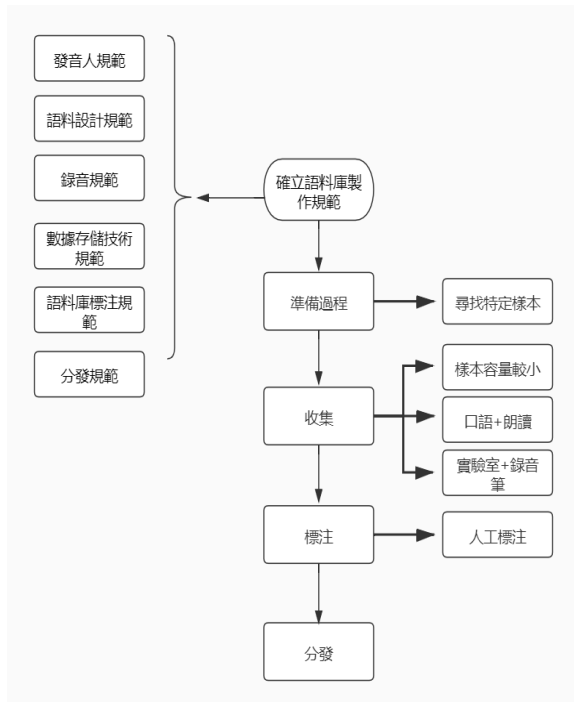 發音人規範
語料設計規範
錄音規範
數據存儲技術
規範
語料庫標注規
範
分發規範
確立語料庫製
作規範
準備過程
尋找特定樣本
收集
樣本容量較小
口語+朗讀
實驗室+錄音
筆
標注
人工標注
分發